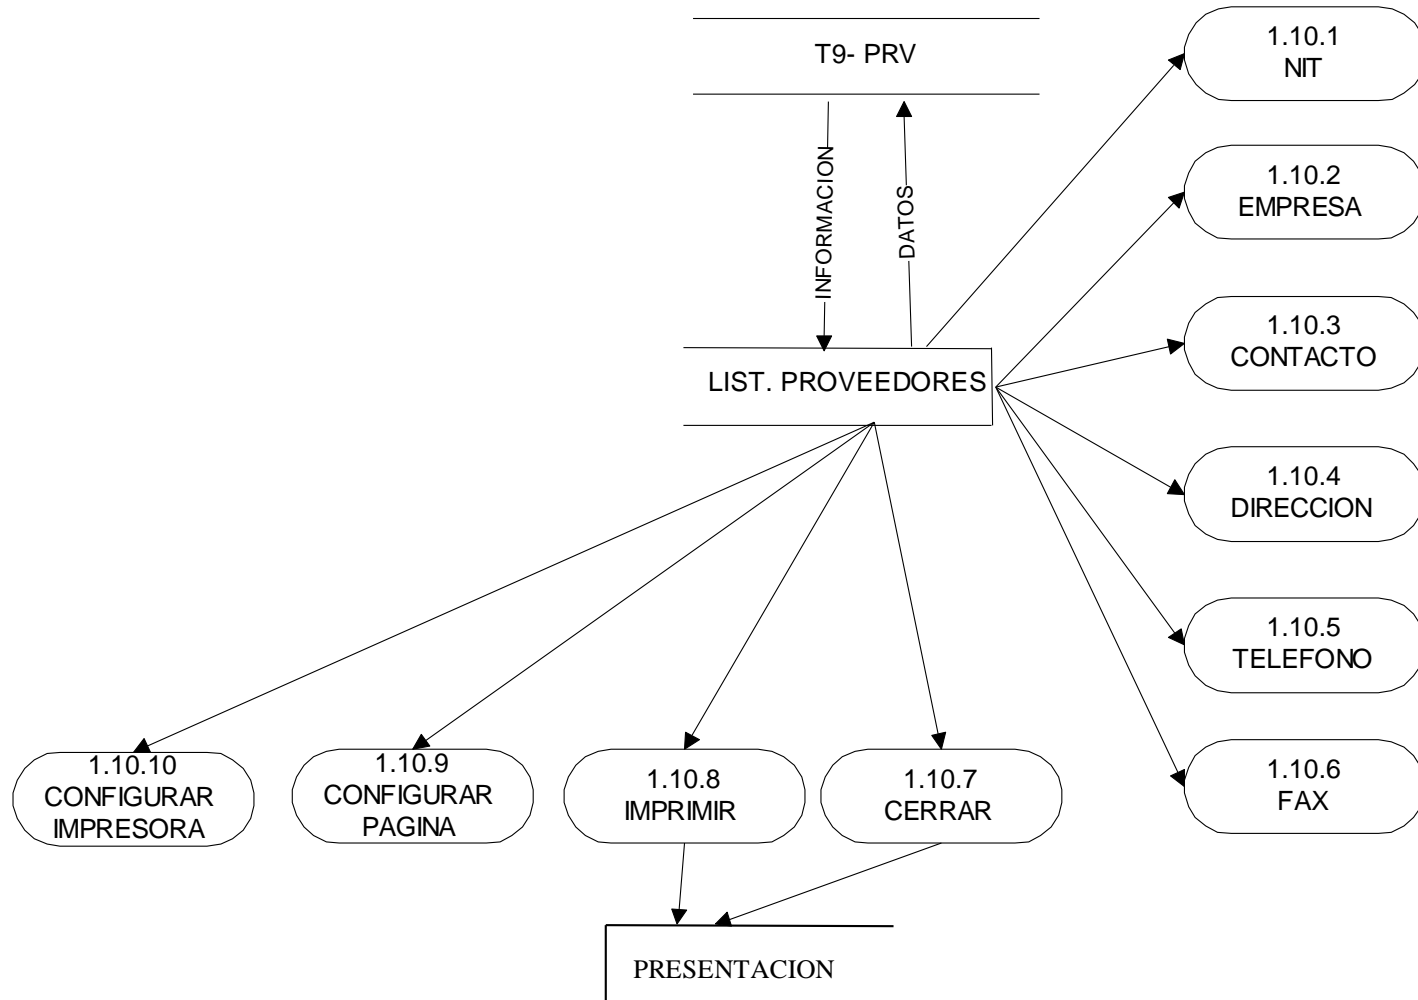 T9- PRV
1.10.1
NIT
1.10.2
EMPRESA
INFORMACION
DATOS
1.10.3
CONTACTO
LIST. PROVEEDORES
1.10.4
DIRECCION
1.10.5
TELEFONO
1.10.6
FAX
1.10.10
CONFIGURAR
IMPRESORA
1.10.9
CONFIGURAR
PAGINA
1.10.8
IMPRIMIR
1.10.7
CERRAR
PRESENTACION